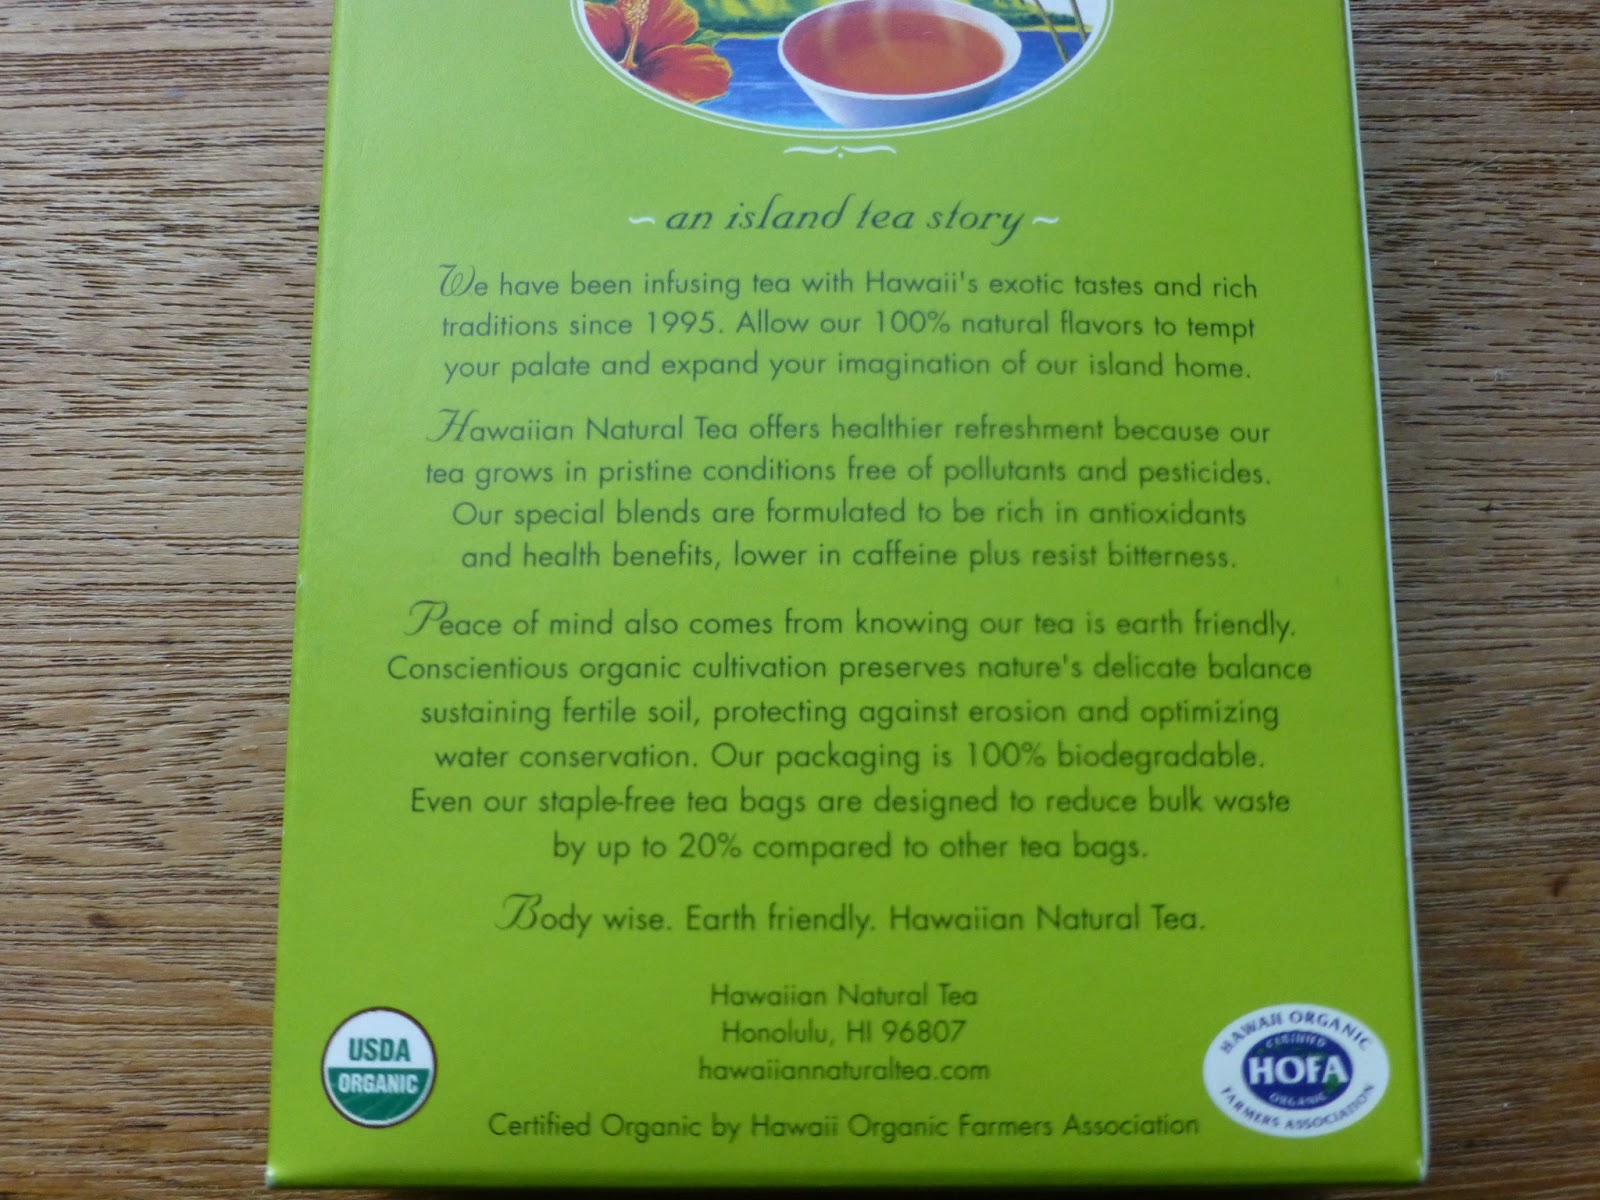 ~ an island tea story ~
We have been infusing tea with Hawaii's exotic tastes and rich
traditions since 1995. Allow our 100% natural flavors to tempt
your palate and expand your imagination of our island home.
Hawaiian Natural Tea offers healthier refreshment because our
tea grows in pristine conditions free of pollutants and pesticides.
Our special blends are formulated to be rich in antioxidants
and health benefits, lower in caffeine plus resist bitterness.
Peace of mind also comes from knowing our tea is earth friendly.
Conscientious organic cultivation preserves nature's delicate balance
sustaining fertile soil, protecting against erosion and optimizing
water conservation. Our packaging is 100% biodegradable.
Even our staple-free tea bags are designed to reduce bulk waste
by up to 20% compared to other tea bags.
Body wise. Earth friendly. Hawaiian Natural Tea.
Hawaiian Natural Tea
Honolulu, HI 96807
hawaiiannaturaltea.com
Certified Organic by Hawaii Organic Farmers Association
USDA
ORGANIC
HAWAII ORGANIC
CERTIFIED
HOFA
ORGANIC
FARMERS ASSOCIATION